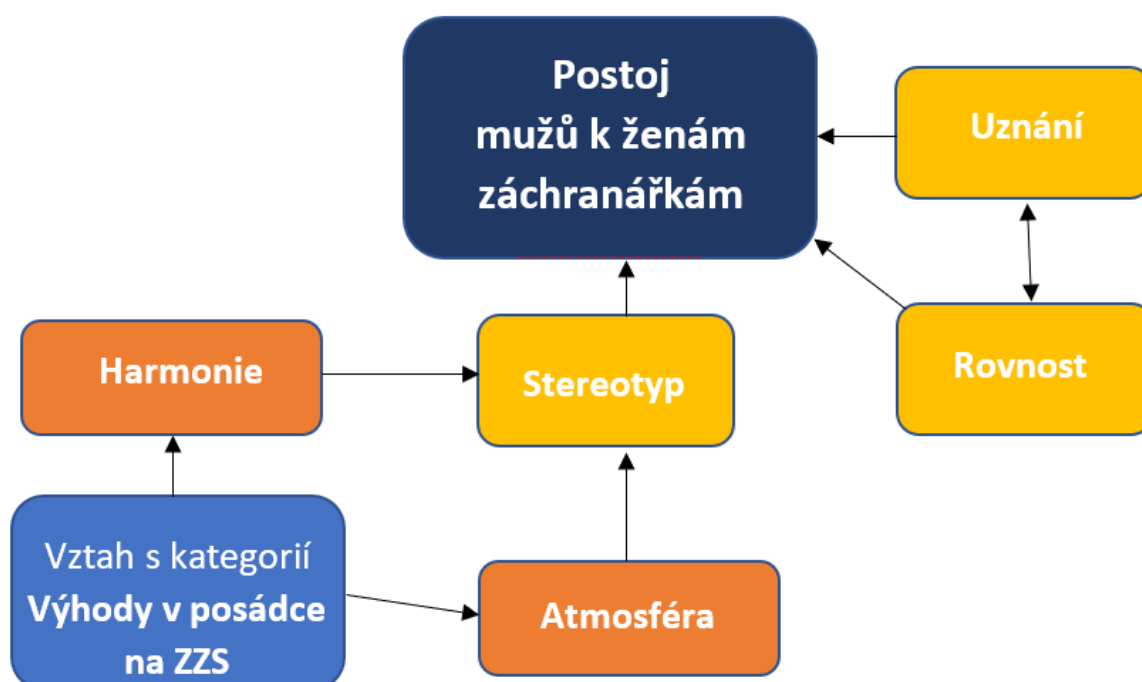 Postoj
mužů k ženám
záchranářkám
Uznání
Harmonie
Stereotyp
Rovnost
Vztah s kategorií
Výhody v posádce
na ZZS
Atmosféra